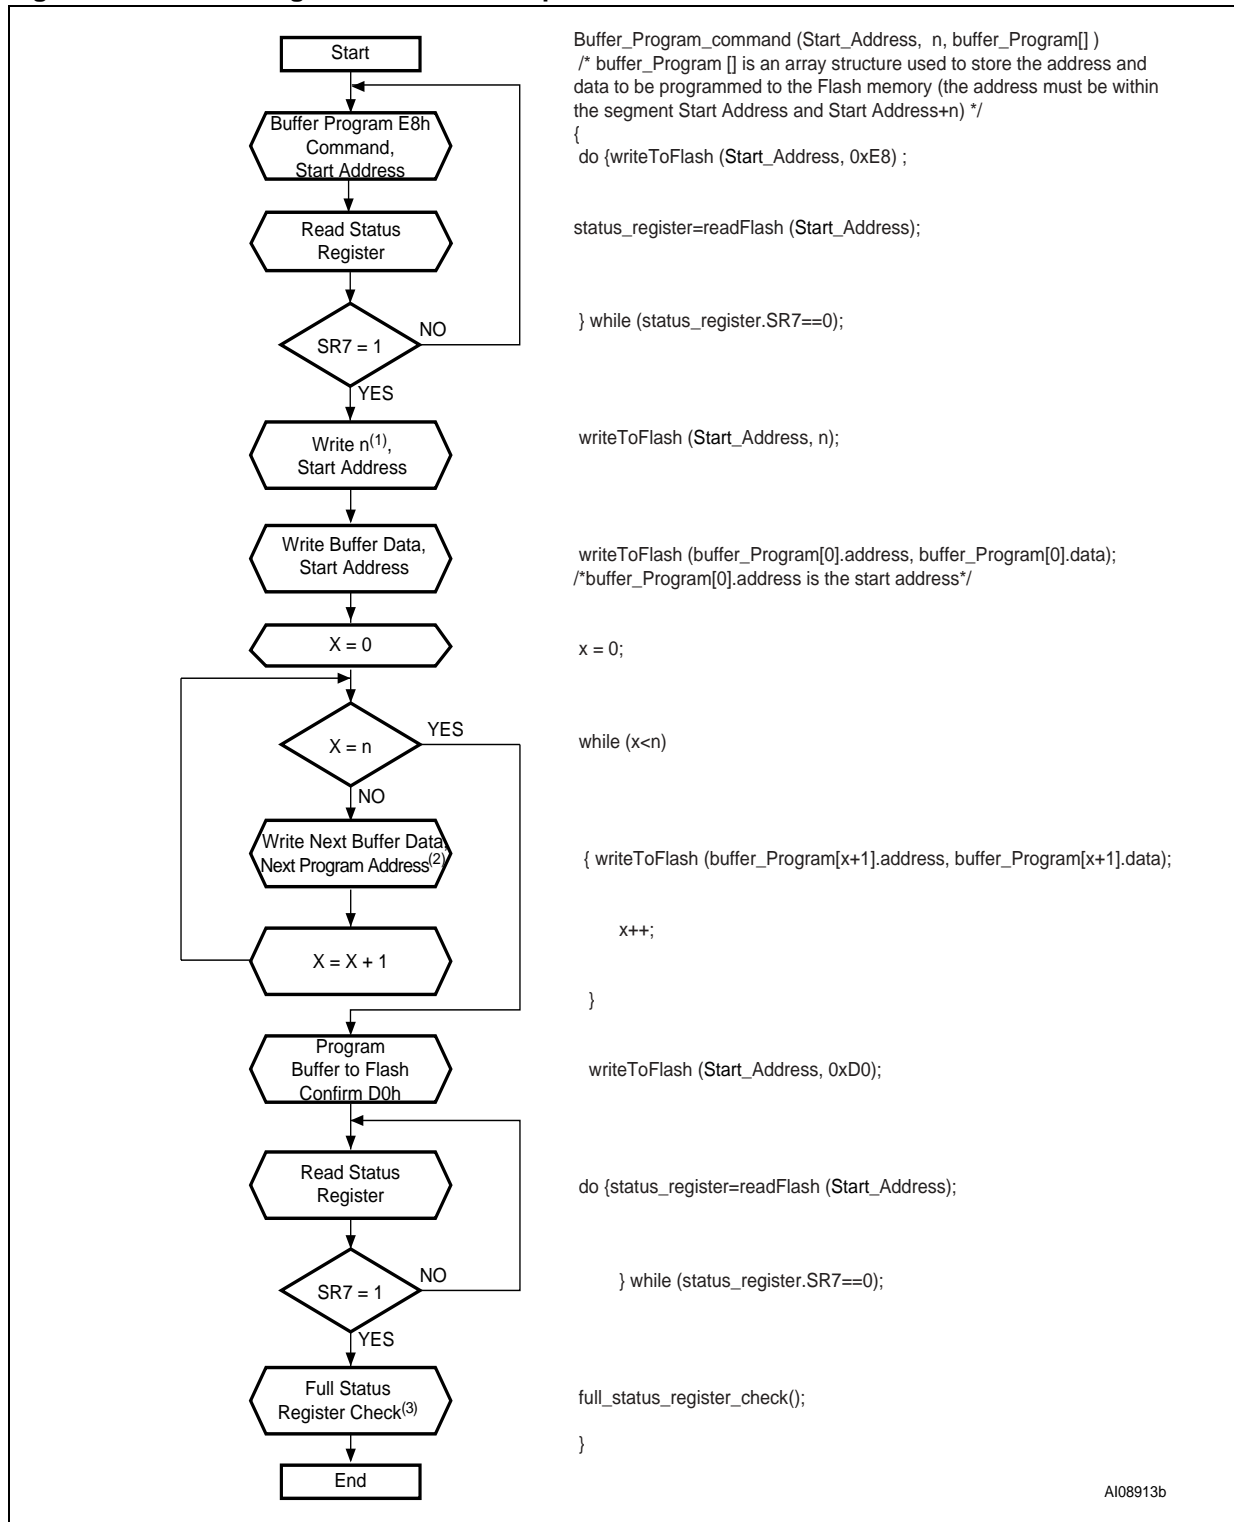 Start
Buffer_Program_command (Start_Address, n, buffer_Program[] )
/* buffer_Program [] is an array structure used to store the address and
data to be programmed to the Flash memory (the address must be within
the segment Start Address and Start Address+n) */
{
Buffer Program E8h
Command,
Start Address
do {writeToFlash (Start_Address, 0xE8) ;
Read Status
Register
status_register=readFlash (Start_Address);
SR7 = 1
NO
YES
} while (status_register.SR7==0);
Write n(1),
Start Address
writeToFlash (Start_Address, n);
Write Buffer Data,
Start Address
writeToFlash (buffer_Program[0].address, buffer_Program[0].data);
/*buffer_Program[0].address is the start address*/
X = 0
x = 0;
X = n
YES
NO
while (x<n)
Write Next Buffer Data,
Next Program Address(2)
{ writeToFlash (buffer_Program[x+1].address, buffer_Program[x+1].data);
X = X + 1
x++;
}
Program
Buffer to Flash
Confirm D0h
writeToFlash (Start_Address, 0xD0);
Read Status
Register
do {status_register=readFlash (Start_Address);
SR7 = 1
NO
YES
} while (status_register.SR7==0);
Full Status
Register Check(3)
full_status_register_check();
}
End
AI08913b